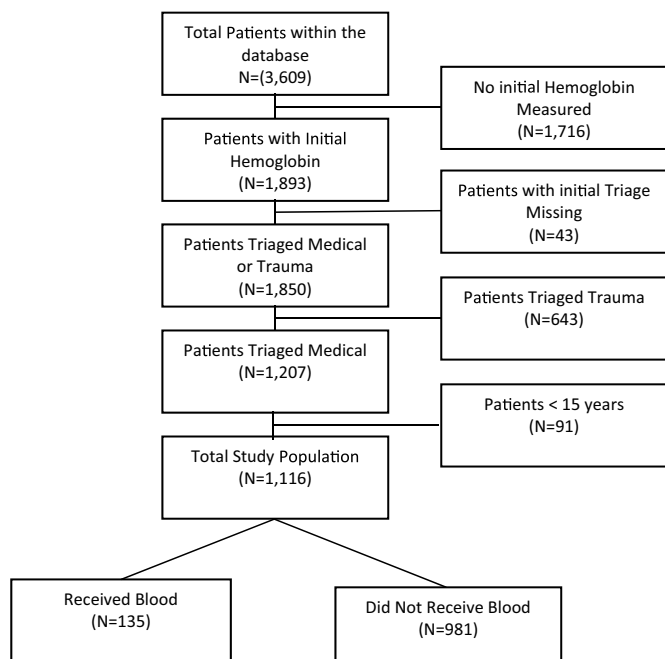 Total Patients within the
database
N=(3,609)
No initial Hemoglobin
Measured
(N=1,716)
Patients with Initial
Hemoglobin
(N=1,893)
Patients with initial Triage
Missing
(N=43)
Patients Triaged Medical
or Trauma
(N=1,850)
Patients Triaged Trauma
(N=643)
Patients Triaged Medical
(N=1,207)
Patients < 15 years
(N=91)
Total Study Population
(N=1,116)
Received Blood
(N=135)
Did Not Receive Blood
(N=981)